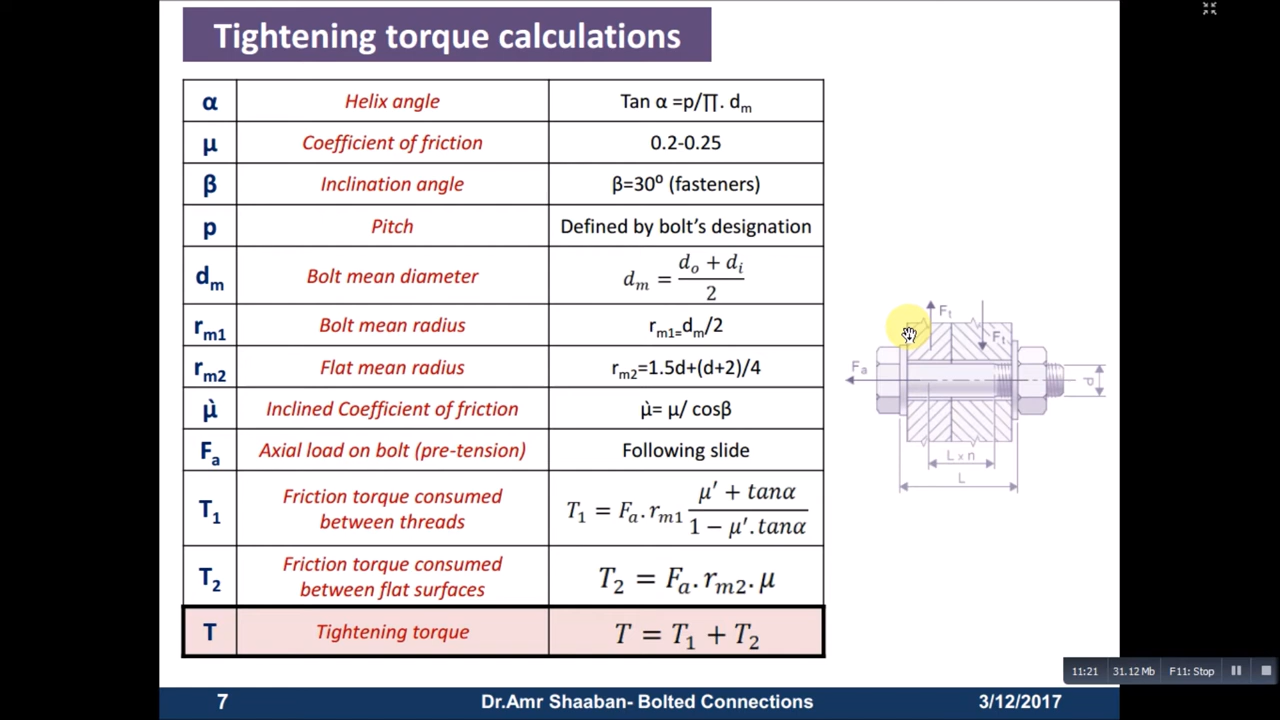 Tightening torque calculations
α Helix angle Tan α =p/∏. dm
μ Coefficient of friction 0.2-0.25
β Inclination angle β=30⁰ (fasteners)
p Pitch Defined by bolt's designation
dm Bolt mean diameter dm = (do + di)/2
rm1 Bolt mean radius rm1=dm/2
rm2 Flat mean radius rm2=1.5d+(d+2)/4
μ̀ Inclined Coefficient of friction μ̀= μ/ cosβ
Fa Axial load on bolt (pre-tension) Following slide
T1 Friction torque consumed
between threads T1 = Fa.rm1 (μ′ + tanα)/(1 − μ′.tanα)
T2 Friction torque consumed
between flat surfaces T2 = Fa.rm2.μ
T Tightening torque T = T1 + T2
Ft
Ft
Fa
d
L x n
L
11:21 31.12 Mb F11: Stop
7 Dr.Amr Shaaban- Bolted Connections 3/12/2017